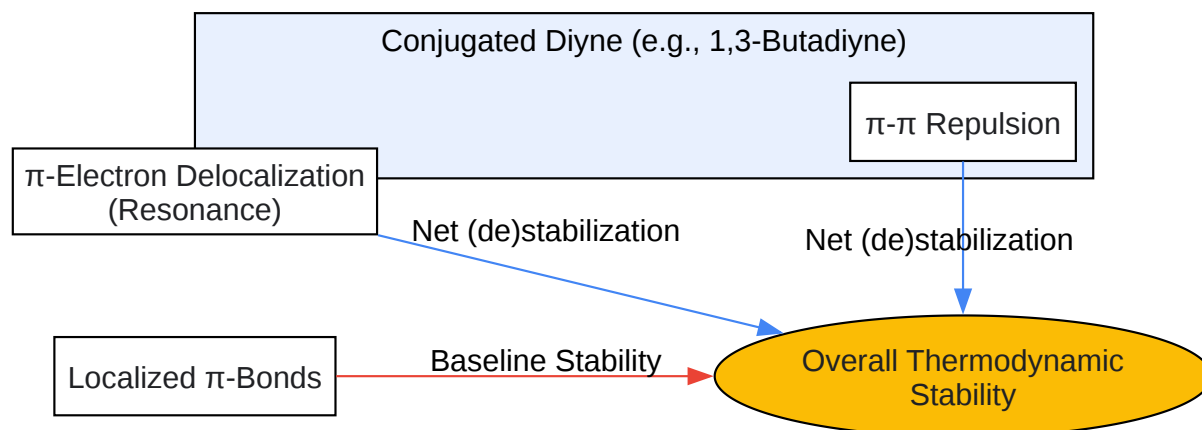 Conjugated Diyne (e.g., 1,3-Butadiyne)
π-π Repulsion
π-Electron Delocalization
(Resonance)
Net (de)stabilization
Net (de)stabilization
Localized π-Bonds
Baseline Stability
Overall Thermodynamic
Stability